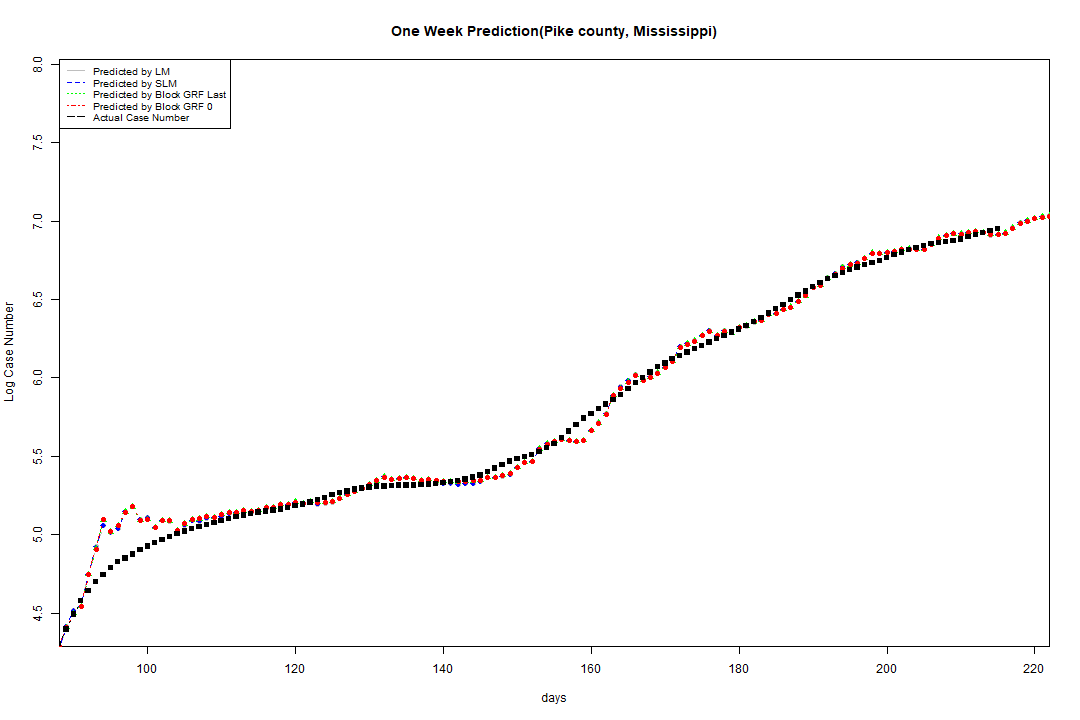 One Week Prediction(Pike county, Mississippi)
Predicted by LM
Predicted by SLM
Predicted by Block GRF Last
Predicted by Block GRF 0
Actual Case Number
8.0
7.5
7.0
6.5
6.0
5.5
5.0
4.5
Log Case Number
100 120 140 160 180 200 220
days